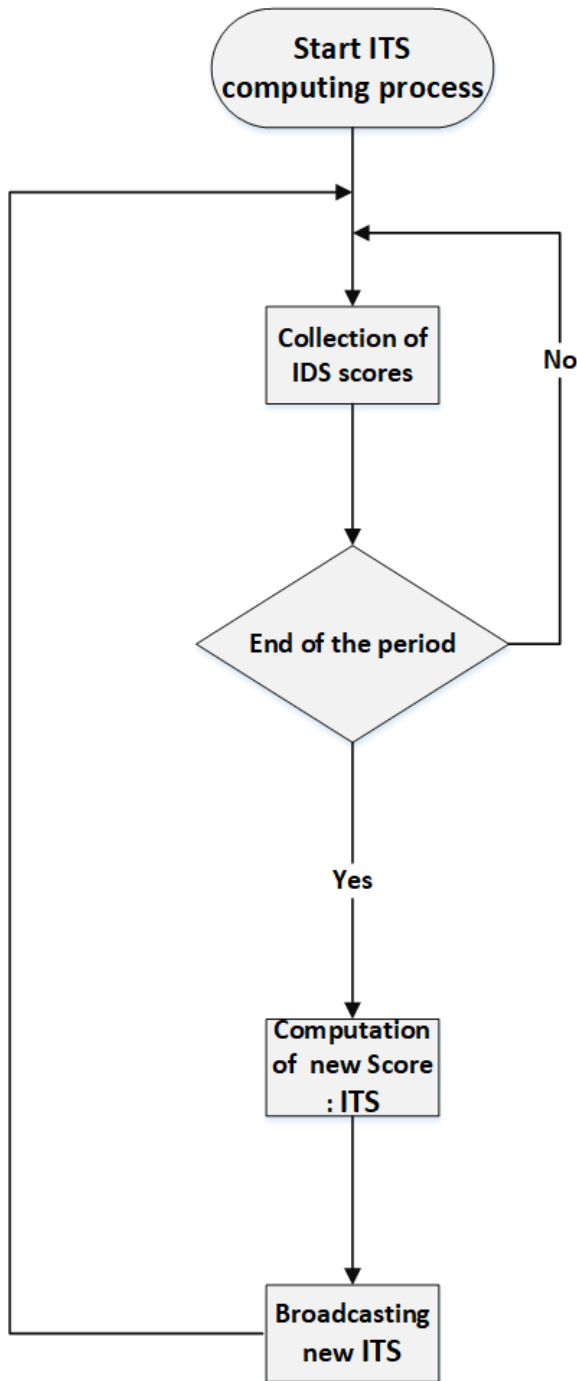 Start ITS
computing process
Collection of
IDS scores
No
End of the period
Yes
Computation
of new Score
: ITS
Broadcasting
new ITS